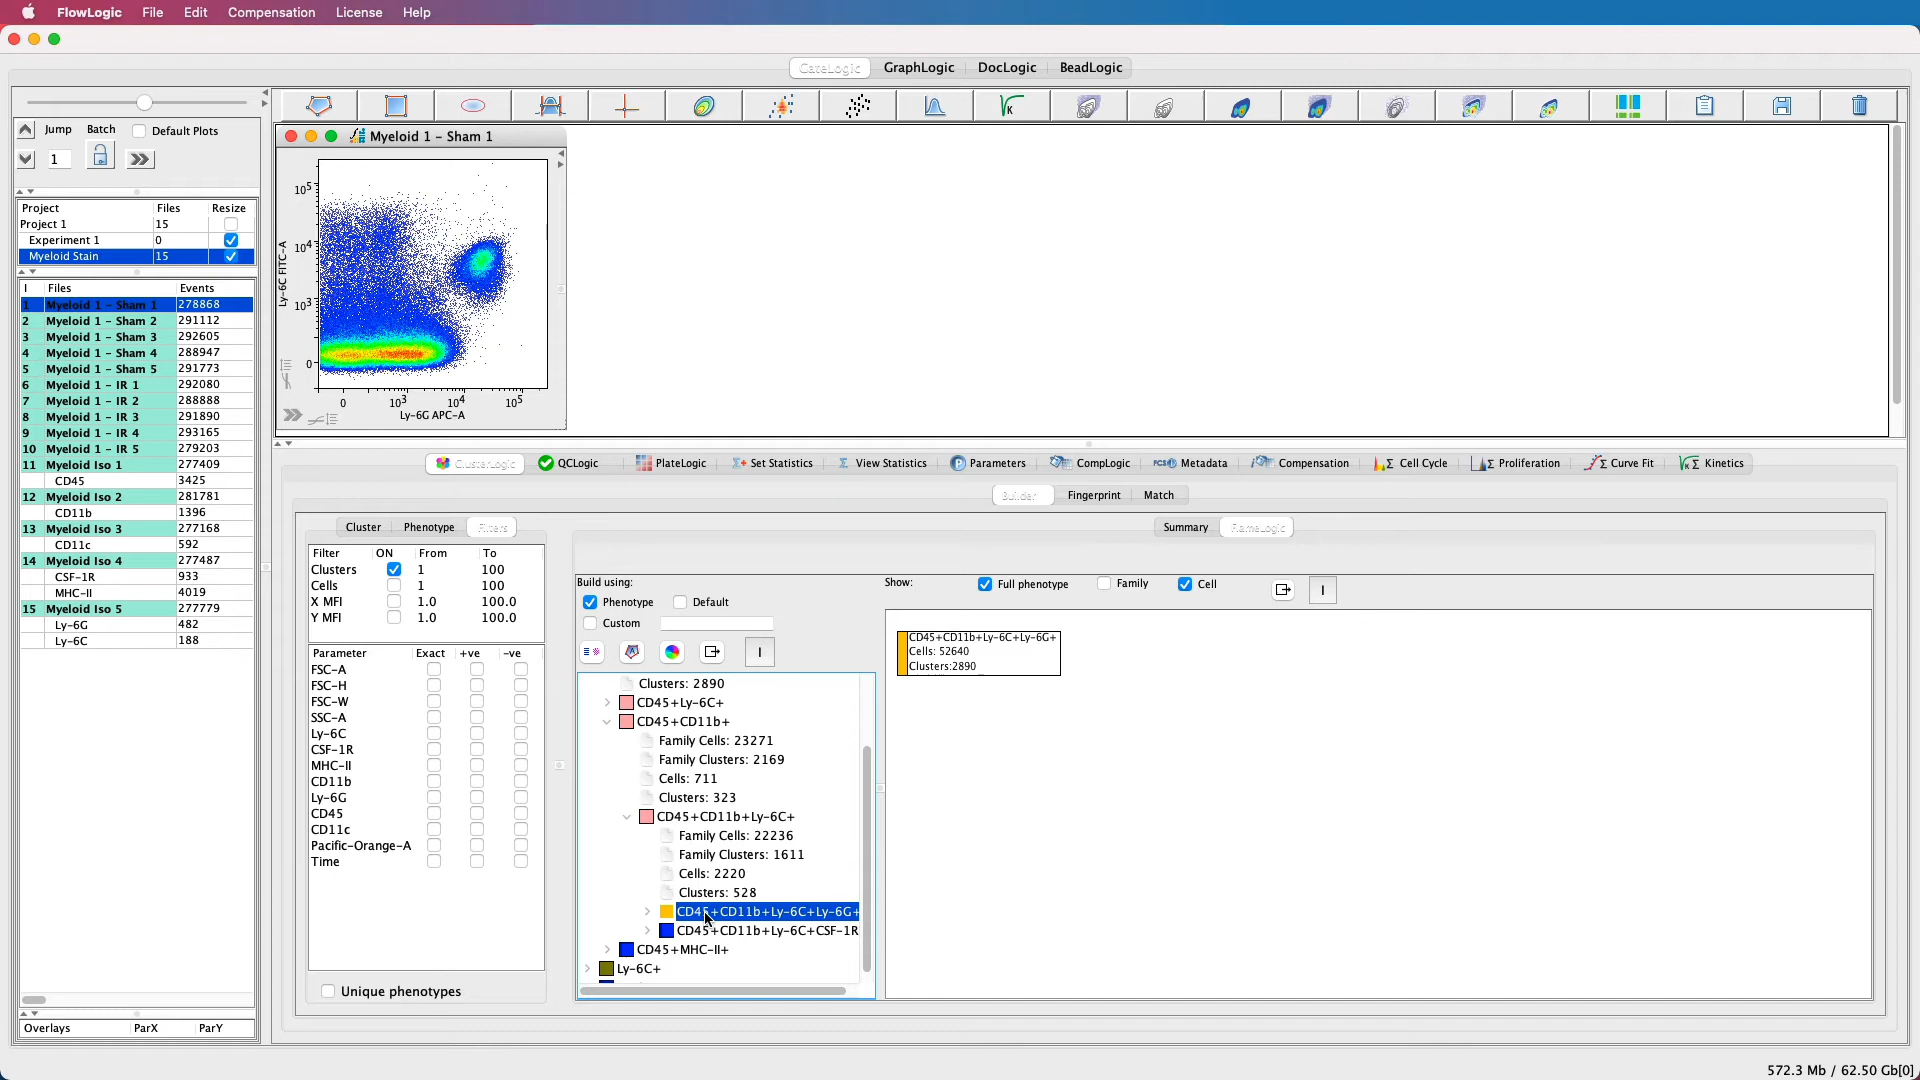 FlowLogic File Edit Compensation License Help
GateLogic GraphLogic DocLogic BeadLogic
Jump Batch Default Plots
1
Project Files Resize
Project 1 15
Experiment 1 0
Myeloid Stain 15
I Files Events
1 Myeloid 1 - Sham 1 278868
2 Myeloid 1 - Sham 2 291112
3 Myeloid 1 - Sham 3 292605
4 Myeloid 1 - Sham 4 288947
5 Myeloid 1 - Sham 5 291773
6 Myeloid 1 - IR 1 292080
7 Myeloid 1 - IR 2 288888
8 Myeloid 1 - IR 3 291890
9 Myeloid 1 - IR 4 293165
10 Myeloid 1 - IR 5 279203
11 Myeloid Iso 1 277409
CD45 3425
12 Myeloid Iso 2 281781
CD11b 1396
13 Myeloid Iso 3 277168
CD11c 592
14 Myeloid Iso 4 277487
CSF-1R 933
MHC-II 4019
15 Myeloid Iso 5 277779
Ly-6G 482
Ly-6C 188
Overlays ParX ParY
Myeloid 1 - Sham 1
Ly-6C FITC-A
10^5
10^4
10^3
0
0 10^3 10^4 10^5
Ly-6G APC-A
ClusterLogic QCLogic PlateLogic Set Statistics View Statistics Parameters CompLogic Metadata Compensation Cell Cycle Proliferation Curve Fit Kinetics
Builder Fingerprint Match
Cluster Phenotype Filters
Filter ON From To
Clusters 1 100
Cells 1 100
X MFI 1.0 100.0
Y MFI 1.0 100.0
Parameter Exact +ve -ve
FSC-A
FSC-H
FSC-W
SSC-A
Ly-6C
CSF-1R
MHC-II
CD11b
Ly-6G
CD45
CD11c
Pacific-Orange-A
Time
Unique phenotypes
Summary FlameLogic
Build using:
Phenotype Default
Custom
I
Clusters: 2890
CD45+Ly-6C+
CD45+CD11b+
Family Cells: 23271
Family Clusters: 2169
Cells: 711
Clusters: 323
CD45+CD11b+Ly-6C+
Family Cells: 22236
Family Clusters: 1611
Cells: 2220
Clusters: 528
CD45+CD11b+Ly-6C+Ly-6G+
CD45+CD11b+Ly-6C+CSF-1R
CD45+MHC-II+
Ly-6C+
Show: Full phenotype Family Cell I
CD45+CD11b+Ly-6C+Ly-6G+
Cells: 52640
Clusters:2890
572.3 Mb / 62.50 Gb[0]